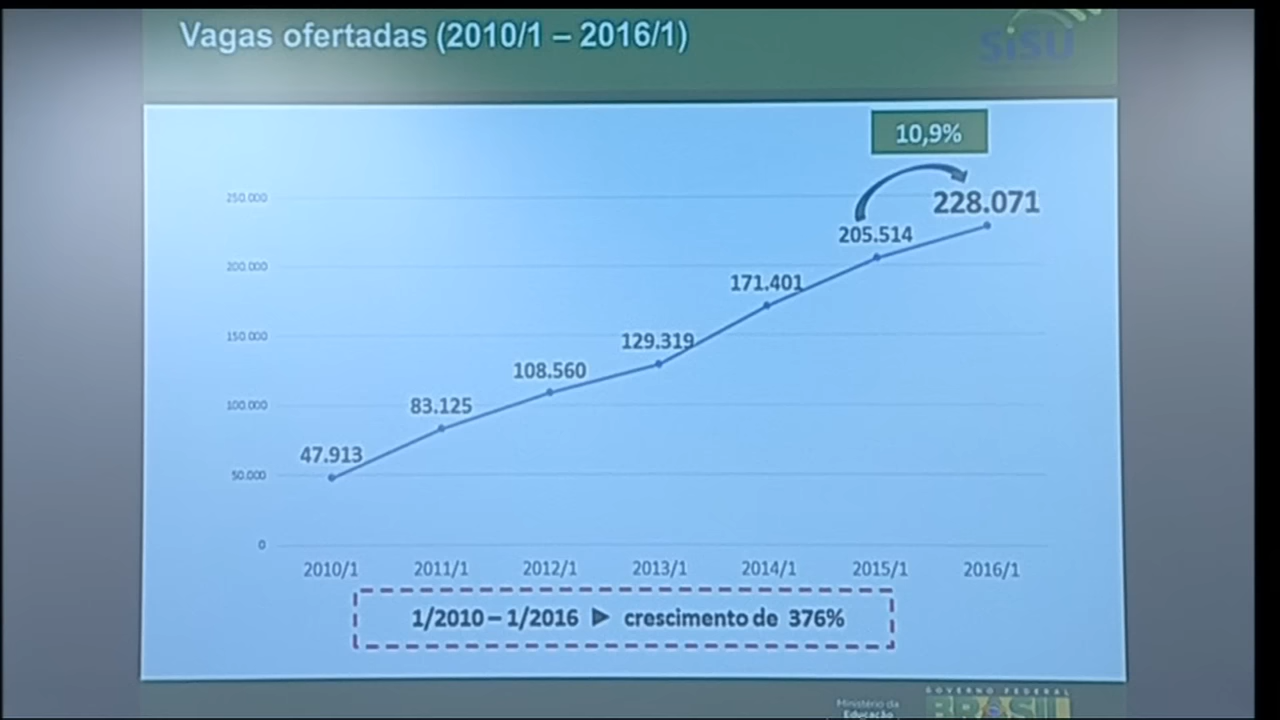 Vagas ofertadas (2010/1 – 2016/1)
SiSU
10,9%
250.000
228.071
205.514
200.000
171.401
150.000
129.319
108.560
100.000
83.125
47.913
50.000
0
2010/1 2011/1 2012/1 2013/1 2014/1 2015/1 2016/1
1/2010 – 1/2016 ► crescimento de 376%
Ministério da
Educação
GOVERNO FEDERAL
BRASIL